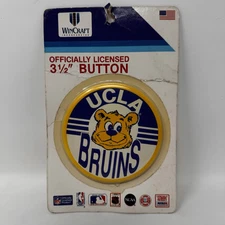 WINCRAFT
OFFICIALLY LICENSED
3½" BUTTON
UCLA
BRUINS